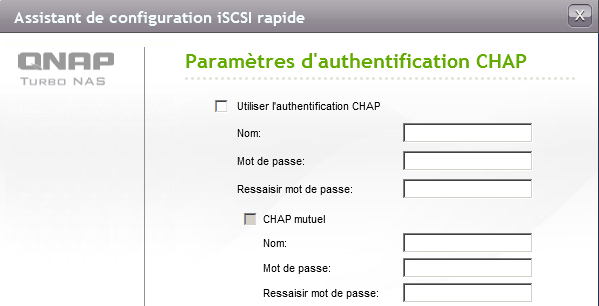 Assistant de configuration iSCSI rapide
QNAP
TURBO NAS
Paramètres d'authentification CHAP
Utiliser l'authentification CHAP
Nom:
Mot de passe:
Ressaisir mot de passe:
CHAP mutuel
Nom:
Mot de passe:
Ressaisir mot de passe: